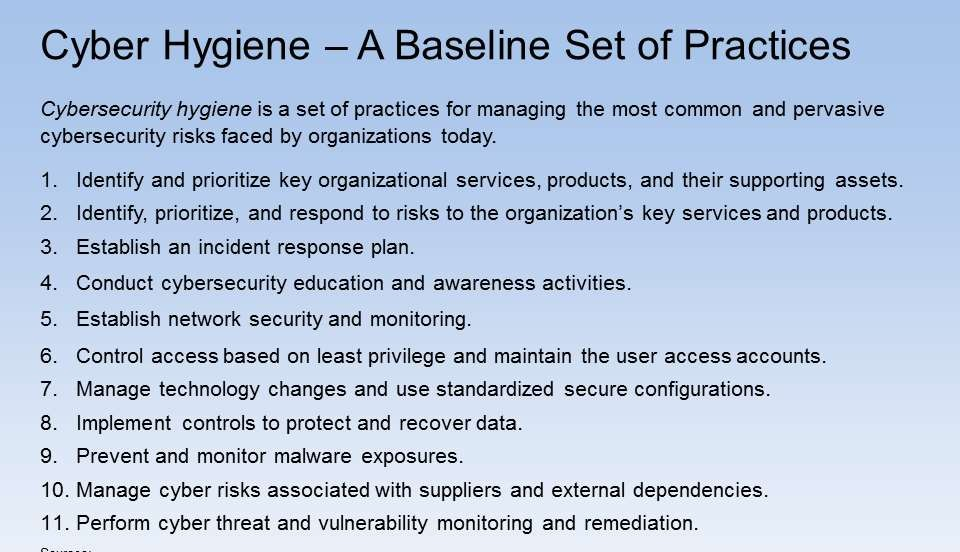 Cyber Hygiene – A Baseline Set of Practices
Cybersecurity hygiene is a set of practices for managing the most common and pervasive
cybersecurity risks faced by organizations today.
1. Identify and prioritize key organizational services, products, and their supporting assets.
2. Identify, prioritize, and respond to risks to the organization’s key services and products.
3. Establish an incident response plan.
4. Conduct cybersecurity education and awareness activities.
5. Establish network security and monitoring.
6. Control access based on least privilege and maintain the user access accounts.
7. Manage technology changes and use standardized secure configurations.
8. Implement controls to protect and recover data.
9. Prevent and monitor malware exposures.
10. Manage cyber risks associated with suppliers and external dependencies.
11. Perform cyber threat and vulnerability monitoring and remediation.